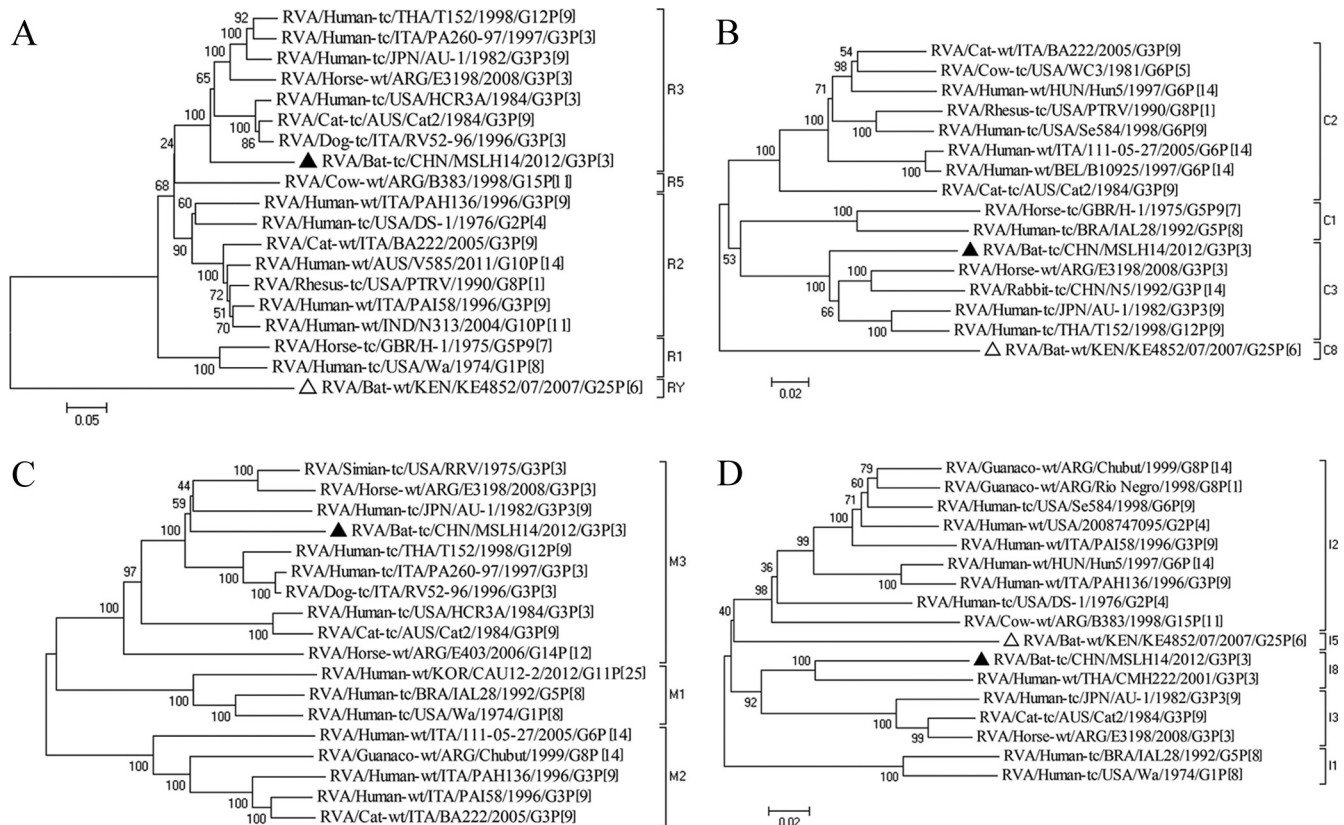 A
92
RVA/Human-tc/THA/T152/1998/G12P[9]
100
RVA/Human-tc/ITA/PA260-97/1997/G3P[3]
100
RVA/Human-tc/JPN/AU-1/1982/G3P3[9]
65
RVA/Horse-wt/ARG/E3198/2008/G3P[3]
R3
RVA/Human-tc/USA/HCR3A/1984/G3P[3]
100
100
RVA/Cat-tc/AUS/Cat2/1984/G3P[9]
86
RVA/Dog-tc/ITA/RV52-96/1996/G3P[3]
24
RVA/Bat-tc/CHN/MSLH14/2012/G3P[3]
RVA/Cow-wt/ARG/B383/1998/G15P[11]
R5
68
60
RVA/Human-wt/ITA/PAH136/1996/G3P[9]
RVA/Human-tc/USA/DS-1/1976/G2P[4]
90
RVA/Cat-wt/ITA/BA222/2005/G3P[9]
100
RVA/Human-wt/AUS/V585/2011/G10P[14]
R2
72
RVA/Rhesus-tc/USA/PTRV/1990/G8P[1]
51
RVA/Human-wt/ITA/PAI58/1996/G3P[9]
70
RVA/Human-wt/IND/N313/2004/G10P[11]
RVA/Horse-tc/GBR/H-1/1975/G5P9[7]
R1
100
RVA/Human-tc/USA/Wa/1974/G1P[8]
RVA/Bat-wt/KEN/KE4852/07/2007/G25P[6]
RY
0.05
B
54
RVA/Cat-wt/ITA/BA222/2005/G3P[9]
98
RVA/Cow-tc/USA/WC3/1981/G6P[5]
71
RVA/Human-wt/HUN/Hun5/1997/G6P[14]
RVA/Rhesus-tc/USA/PTRV/1990/G8P[1]
C2
100
100
RVA/Human-tc/USA/Se584/1998/G6P[9]
100
RVA/Human-wt/ITA/111-05-27/2005/G6P[14]
100
RVA/Human-wt/BEL/B10925/1997/G6P[14]
RVA/Cat-tc/AUS/Cat2/1984/G3P[9]
100
RVA/Horse-tc/GBR/H-1/1975/G5P9[7]
C1
RVA/Human-tc/BRA/IAL28/1992/G5P[8]
53
RVA/Bat-tc/CHN/MSLH14/2012/G3P[3]
100
RVA/Horse-wt/ARG/E3198/2008/G3P[3]
C3
100
RVA/Rabbit-tc/CHN/N5/1992/G3P[14]
66
RVA/Human-tc/JPN/AU-1/1982/G3P3[9]
100
RVA/Human-tc/THA/T152/1998/G12P[9]
RVA/Bat-wt/KEN/KE4852/07/2007/G25P[6]
C8
0.02
C
100
RVA/Simian-tc/USA/RRV/1975/G3P[3]
44
RVA/Horse-wt/ARG/E3198/2008/G3P[3]
59
RVA/Human-tc/JPN/AU-1/1982/G3P3[9]
100
RVA/Bat-tc/CHN/MSLH14/2012/G3P[3]
M3
RVA/Human-tc/THA/T152/1998/G12P[9]
97
100
RVA/Human-tc/ITA/PA260-97/1997/G3P[3]
100
RVA/Dog-tc/ITA/RV52-96/1996/G3P[3]
RVA/Human-tc/USA/HCR3A/1984/G3P[3]
100
100
RVA/Cat-tc/AUS/Cat2/1984/G3P[9]
RVA/Horse-wt/ARG/E403/2006/G14P[12]
RVA/Human-wt/KOR/CAU12-2/2012/G11P[25]
RVA/Human-tc/BRA/IAL28/1992/G5P[8]
M1
100
100
RVA/Human-tc/USA/Wa/1974/G1P[8]
RVA/Human-wt/ITA/111-05-27/2005/G6P[14]
RVA/Guanaco-wt/ARG/Chubut/1999/G8P[14]
100
RVA/Human-wt/ITA/PAH136/1996/G3P[9]
M2
100
RVA/Human-wt/ITA/PAI58/1996/G3P[9]
100
100
RVA/Cat-wt/ITA/BA222/2005/G3P[9]
D
79
RVA/Guanaco-wt/ARG/Chubut/1999/G8P[14]
60
RVA/Guanaco-wt/ARG/Rio Negro/1998/G8P[1]
71
RVA/Human-tc/USA/Se584/1998/G6P[9]
100
RVA/Human-wt/USA/2008747095/G2P[4]
99
RVA/Human-wt/ITA/PAI58/1996/G3P[9]
I2
RVA/Human-wt/HUN/Hun5/1997/G6P[14]
36
100
RVA/Human-wt/ITA/PAH136/1996/G3P[9]
98
RVA/Human-tc/USA/DS-1/1976/G2P[4]
40
RVA/Cow-wt/ARG/B383/1998/G15P[11]
RVA/Bat-wt/KEN/KE4852/07/2007/G25P[6]
I5
100
RVA/Bat-tc/CHN/MSLH14/2012/G3P[3]
I8
RVA/Human-wt/THA/CMH222/2001/G3P[3]
92
RVA/Human-tc/JPN/AU-1/1982/G3P3[9]
100
RVA/Cat-tc/AUS/Cat2/1984/G3P[9]
I3
99
RVA/Horse-wt/ARG/E3198/2008/G3P[3]
RVA/Human-tc/BRA/IAL28/1992/G5P[8]
I1
100
RVA/Human-tc/USA/Wa/1974/G1P[8]
0.02